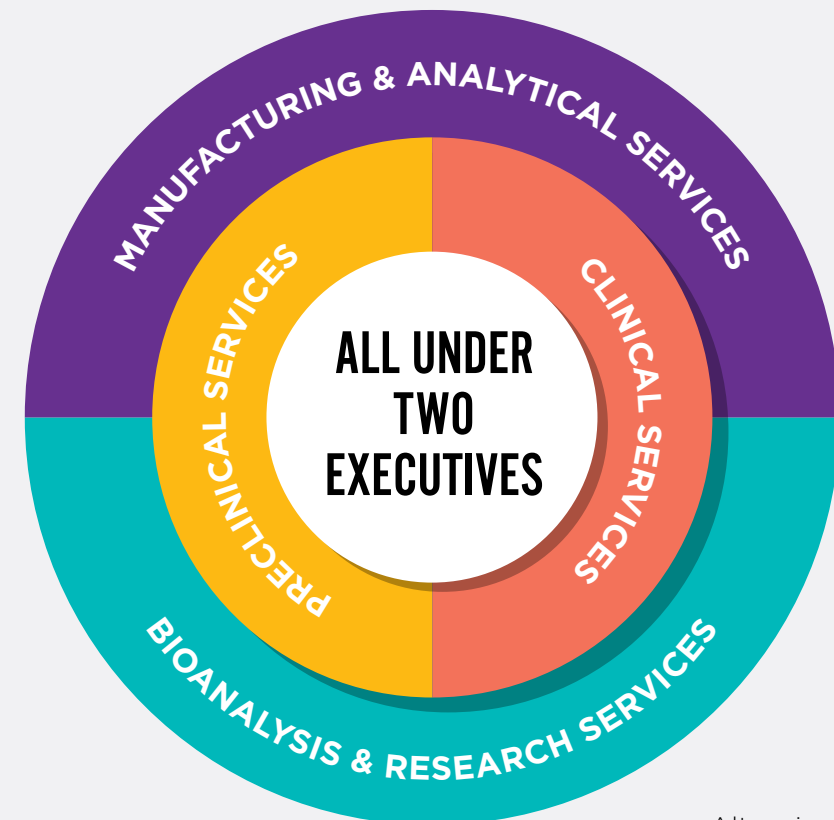 MANUFACTURING & ANALYTICAL SERVICES
PRECLINICAL SERVICES
CLINICAL SERVICES
ALL UNDER
TWO
EXECUTIVES
BIOANALYSIS & RESEARCH SERVICES